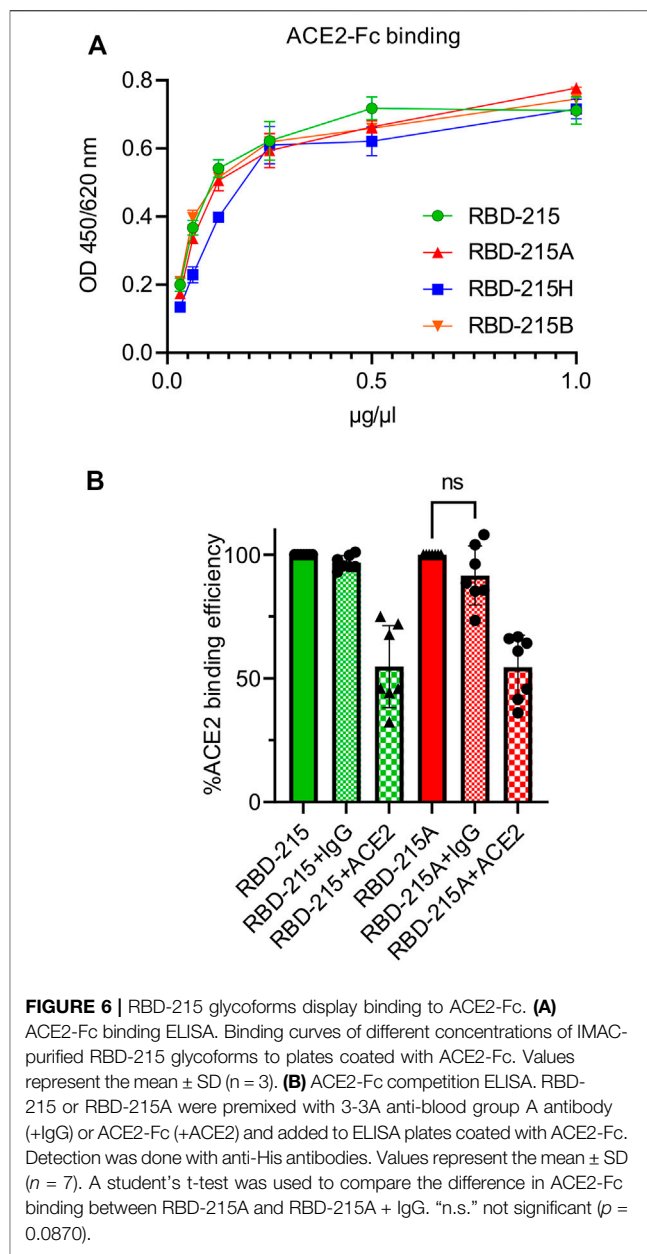 A
ACE2-Fc binding
0.8
0.6
0.4
0.2
0.0
OD 450/620 nm
RBD-215
RBD-215A
RBD-215H
RBD-215B
0.0
0.5
1.0
µg/µl
B
ns
100
50
0
%ACE2 binding efficiency
RBD-215
RBD-215+IgG
RBD-215+ACE2
RBD-215A
RBD-215A+IgG
RBD-215A+ACE2
FIGURE 6 | RBD-215 glycoforms display binding to ACE2-Fc. (A)
ACE2-Fc binding ELISA. Binding curves of different concentrations of IMAC-
purified RBD-215 glycoforms to plates coated with ACE2-Fc. Values
represent the mean ± SD (n = 3). (B) ACE2-Fc competition ELISA. RBD-
215 or RBD-215A were premixed with 3-3A anti-blood group A antibody
(+IgG) or ACE2-Fc (+ACE2) and added to ELISA plates coated with ACE2-Fc.
Detection was done with anti-His antibodies. Values represent the mean ± SD
(n = 7). A student's t-test was used to compare the difference in ACE2-Fc
binding between RBD-215A and RBD-215A + IgG. “n.s.” not significant (p =
0.0870).